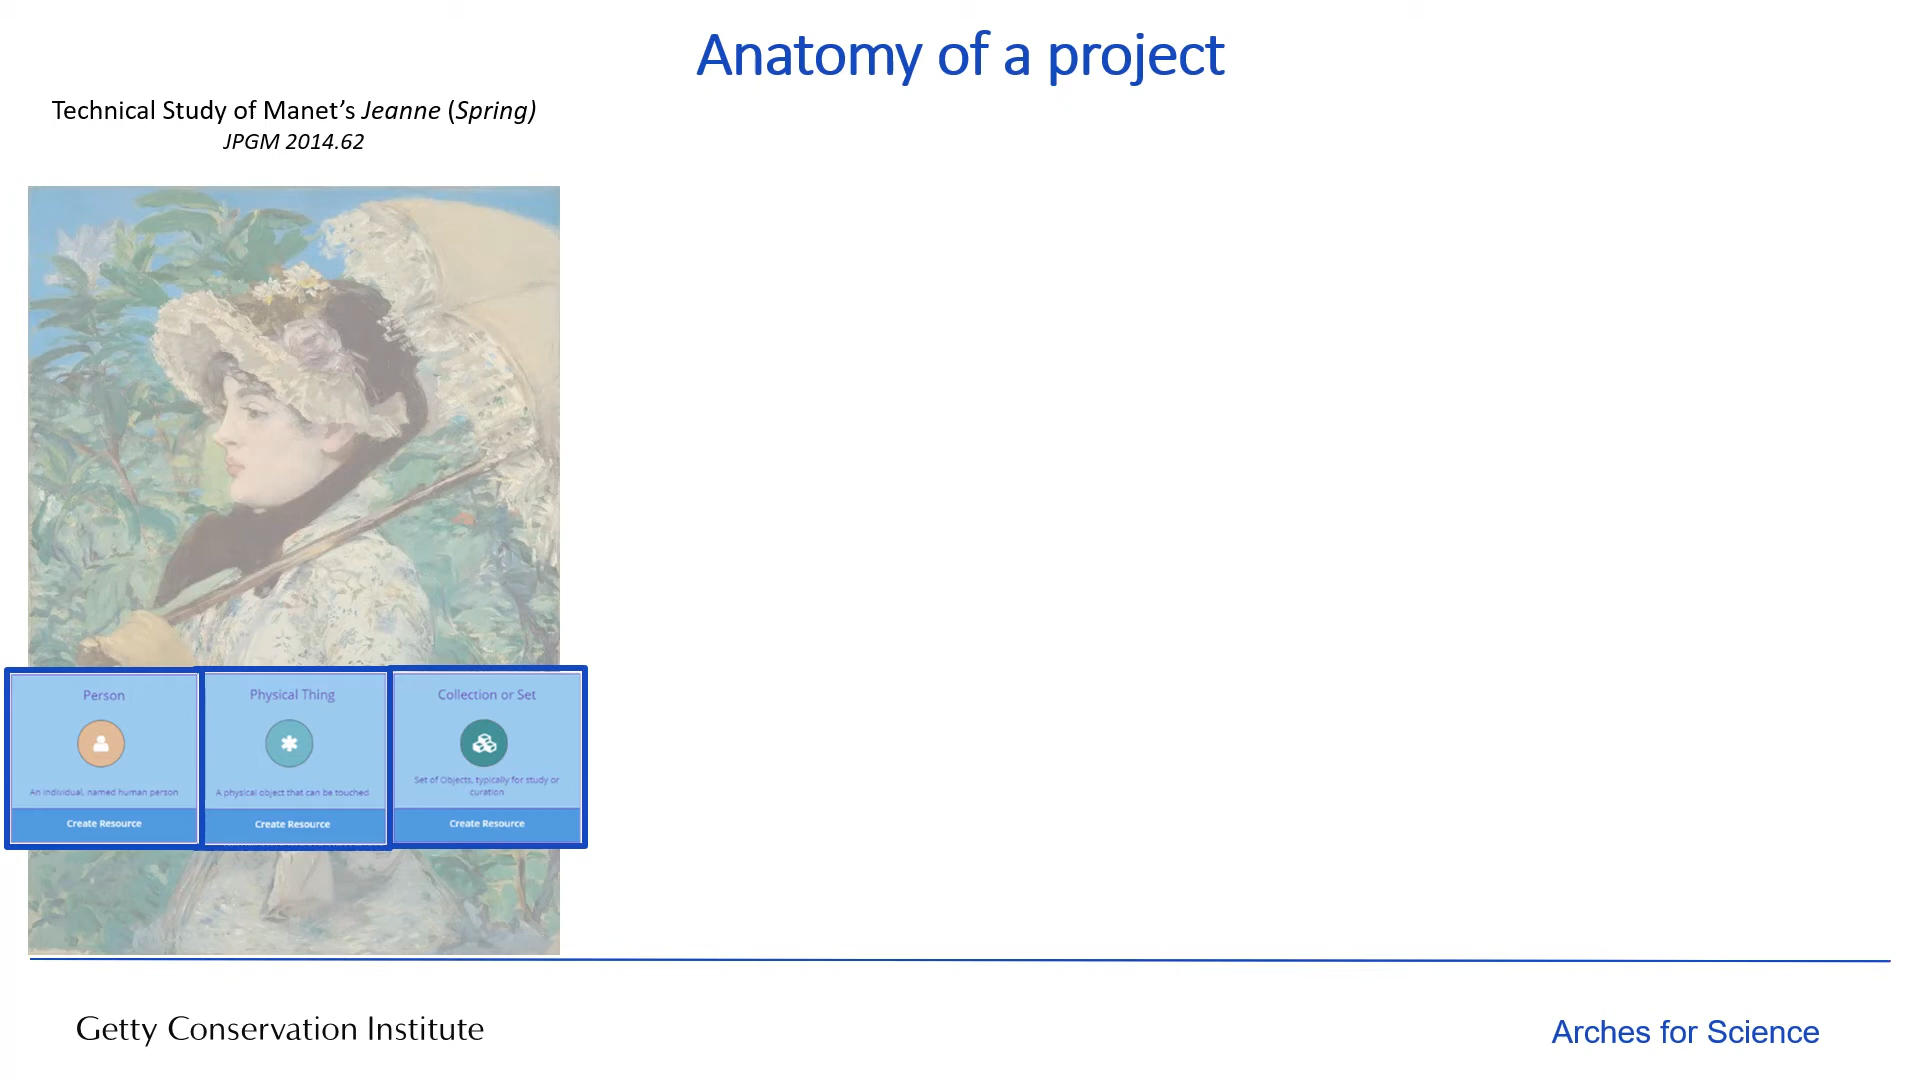 Anatomy of a project
Technical Study of Manet’s Jeanne (Spring)
JPGM 2014.62
Person
An individual, named human person
Create Resource
Physical Thing
A physical object that can be touched
Create Resource
Collection or Set
Set of Objects, typically for study or
curation
Create Resource
Getty Conservation Institute
Arches for Science